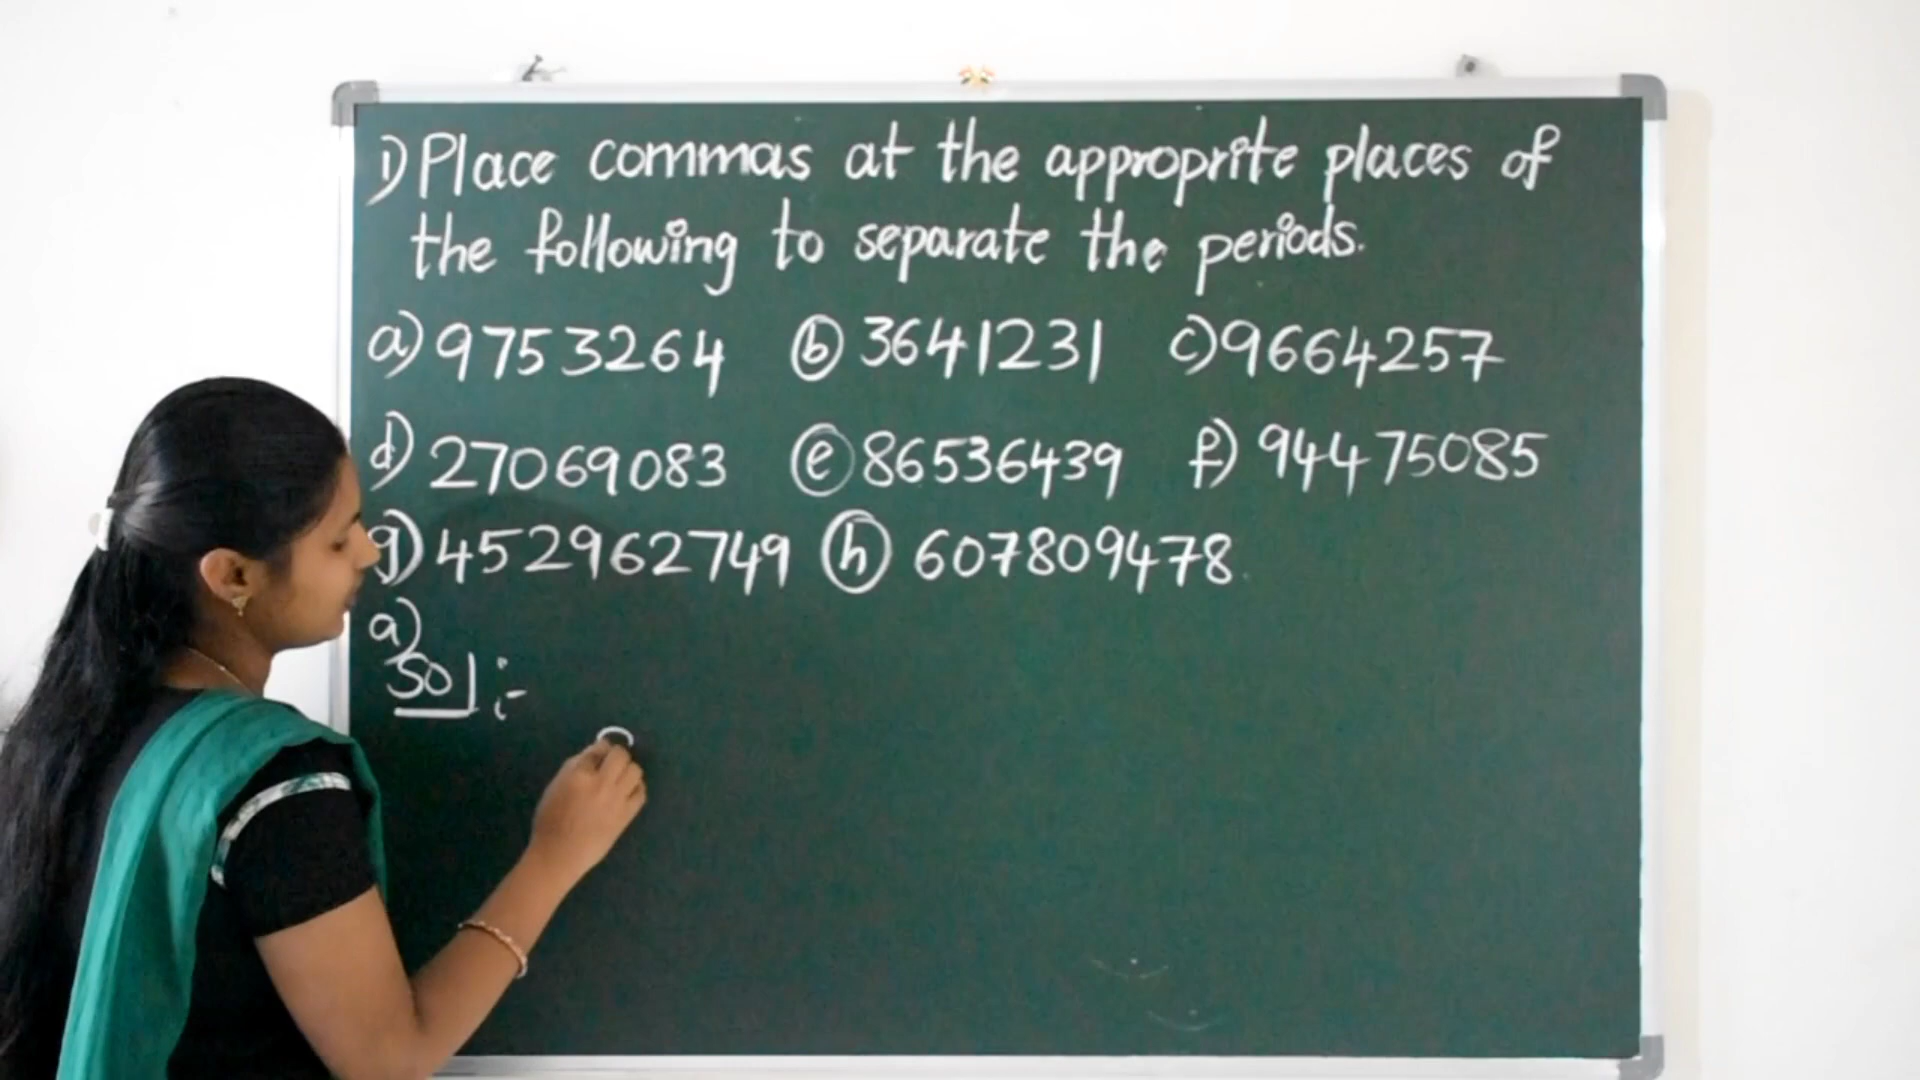 1) Place commas at the approprite places of
the following to separate the periods.
a) 9753264 (b) 3641231 c) 9664257
d) 27069083 (e) 86536439 f) 94475085
g) 452962749 (h) 607809478
a)
Sol :-